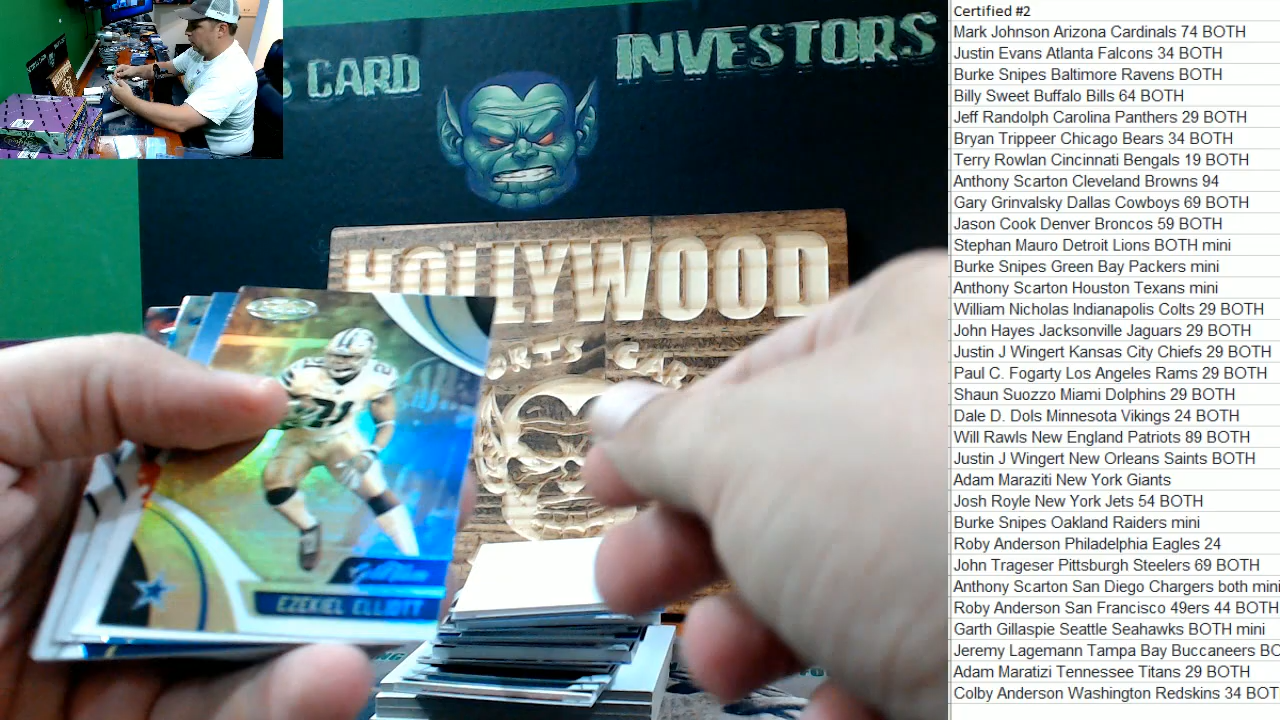 S CARD INVESTORS
HOLLYWOOD
RTS CAR
21
EZEKIEL ELLIOTT
Certified #2
Mark Johnson Arizona Cardinals 74 BOTH
Justin Evans Atlanta Falcons 34 BOTH
Burke Snipes Baltimore Ravens BOTH
Billy Sweet Buffalo Bills 64 BOTH
Jeff Randolph Carolina Panthers 29 BOTH
Bryan Trippeer Chicago Bears 34 BOTH
Terry Rowlan Cincinnati Bengals 19 BOTH
Anthony Scarton Cleveland Browns 94
Gary Grinvalsky Dallas Cowboys 69 BOTH
Jason Cook Denver Broncos 59 BOTH
Stephan Mauro Detroit Lions BOTH mini
Burke Snipes Green Bay Packers mini
Anthony Scarton Houston Texans mini
William Nicholas Indianapolis Colts 29 BOTH
John Hayes Jacksonville Jaguars 29 BOTH
Justin J Wingert Kansas City Chiefs 29 BOTH
Paul C. Fogarty Los Angeles Rams 29 BOTH
Shaun Suozzo Miami Dolphins 29 BOTH
Dale D. Dols Minnesota Vikings 24 BOTH
Will Rawls New England Patriots 89 BOTH
Justin J Wingert New Orleans Saints BOTH
Adam Maraziti New York Giants
Josh Royle New York Jets 54 BOTH
Burke Snipes Oakland Raiders mini
Roby Anderson Philadelphia Eagles 24
John Trageser Pittsburgh Steelers 69 BOTH
Anthony Scarton San Diego Chargers both mini
Roby Anderson San Francisco 49ers 44 BOTH
Garth Gillaspie Seattle Seahawks BOTH mini
Jeremy Lagemann Tampa Bay Buccaneers BO
Adam Maratizi Tennessee Titans 29 BOTH
Colby Anderson Washington Redskins 34 BOT